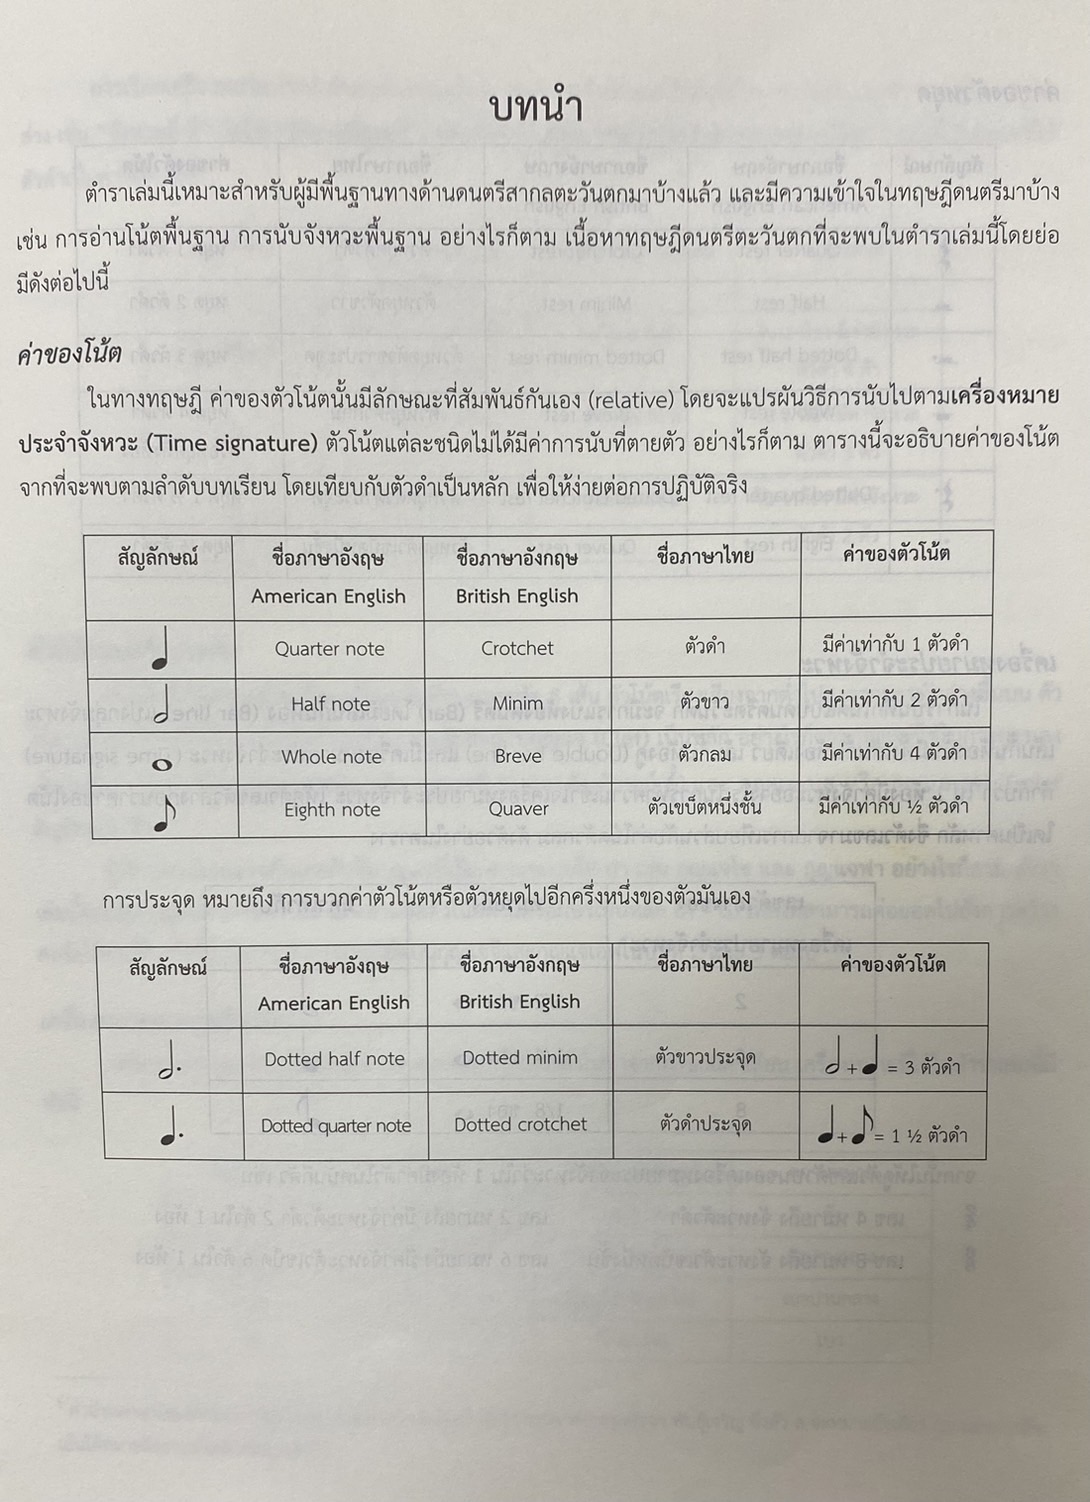 บทนำ
ตำราเล่มนี้เหมาะสำหรับผู้มีพื้นฐานทางด้านดนตรีสากลตะวันตกมาบ้างแล้ว และมีความเข้าใจในทฤษฎีดนตรีมาบ้าง
เช่น การอ่านโน้ตพื้นฐาน การนับจังหวะพื้นฐาน อย่างไรก็ตาม เนื้อหาทฤษฎีดนตรีตะวันตกที่จะพบในตำราเล่มนี้โดยย่อ
มีดังต่อไปนี้
ค่าของโน้ต
ในทางทฤษฎี ค่าของตัวโน้ตนั้นมีลักษณะที่สัมพันธ์กันเอง (relative) โดยจะแปรผันวิธีการนับไปตามเครื่องหมาย
ประจำจังหวะ (Time signature) ตัวโน้ตแต่ละชนิดไม่ได้มีค่าการนับที่ตายตัว อย่างไรก็ตาม ตารางนี้จะอธิบายค่าของโน้ต
จากที่จะพบตามลำดับบทเรียน โดยเทียบกับตัวดำเป็นหลัก เพื่อให้ง่ายต่อการปฏิบัติจริง
สัญลักษณ์ ชื่อภาษาอังฤษ ชื่อภาษาอังกฤษ ชื่อภาษาไทย ค่าของตัวโน้ต
American English British English
Quarter note Crotchet ตัวดำ มีค่าเท่ากับ 1 ตัวดำ
Half note Minim ตัวขาว มีค่าเท่ากับ 2 ตัวดำ
Whole note Breve ตัวกลม มีค่าเท่ากับ 4 ตัวดำ
Eighth note Quaver ตัวเขบ็ตหนึ่งชั้น มีค่าเท่ากับ ½ ตัวดำ
การประจุด หมายถึง การบวกค่าตัวโน้ตหรือตัวหยุดไปอีกครึ่งหนึ่งของตัวมันเอง
สัญลักษณ์ ชื่อภาษาอังฤษ ชื่อภาษาอังกฤษ ชื่อภาษาไทย ค่าของตัวโน้ต
American English British English
Dotted half note Dotted minim ตัวขาวประจุด + = 3 ตัวดำ
Dotted quarter note Dotted crotchet ตัวดำประจุด + = 1 ½ ตัวดำ